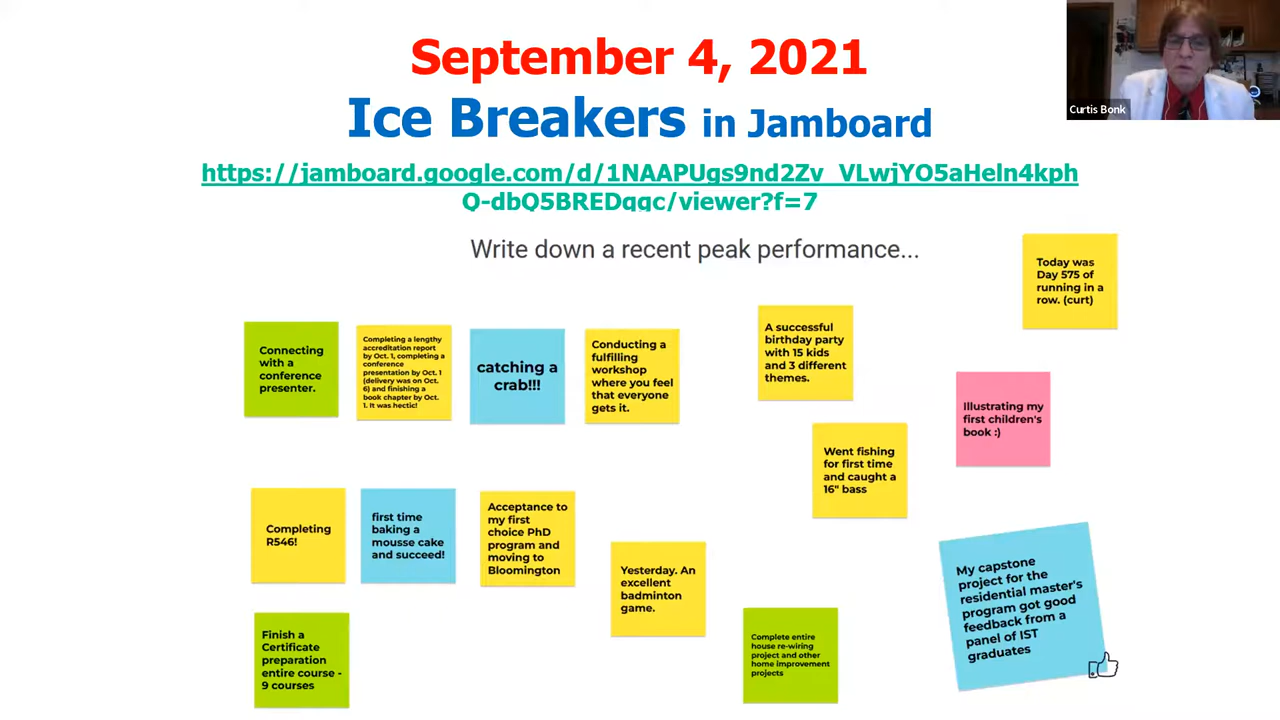 September 4, 2021
Ice Breakers in Jamboard
https://jamboard.google.com/d/1NAAPUgs9nd2Zv_VLwjYO5aHeln4kph
Q-dbQ5BREDqgc/viewer?f=7
Curtis Bonk
Write down a recent peak performance...
Today was
Day 575 of
running in a
row. (curt)
Connecting
with a
conference
presenter.
Completing a lengthy
accreditation report
by Oct. 1, completing a
conference
presentation by Oct. 1
(delivery was on Oct.
6) and finishing a
book chapter by Oct.
1. It was hectic!
catching a
crab!!!
Conducting a
fulfilling
workshop
where you feel
that everyone
gets it.
A successful
birthday party
with 15 kids
and 3 different
themes.
Illustrating my
first children's
book :)
Went fishing
for first time
and caught a
16" bass
Completing
R546!
first time
baking a
mousse cake
and succeed!
Acceptance to
my first
choice PhD
program and
moving to
Bloomington
Yesterday. An
excellent
badminton
game.
My capstone
project for the
residential master's
program got good
feedback from a
panel of IST
graduates
Finish a
Certificate
preparation
entire course -
9 courses
Complete entire
house re-wiring
project and other
home improvement
projects